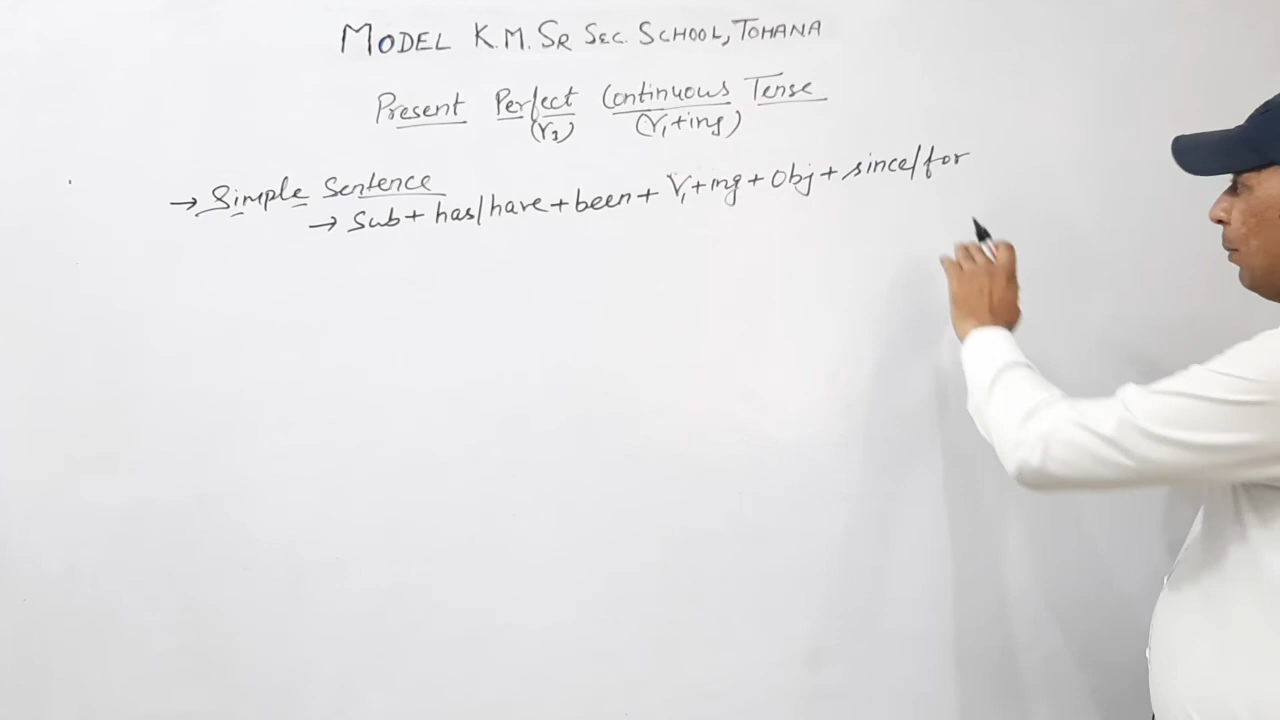 MODEL K.M. SR SEC. SCHOOL, TOHANA
Present Perfect Continuous Tense
(V3) (V1+ing)
→ Simple Sentence
→ Sub + has/have + been + V1+ing + Obj + since/for